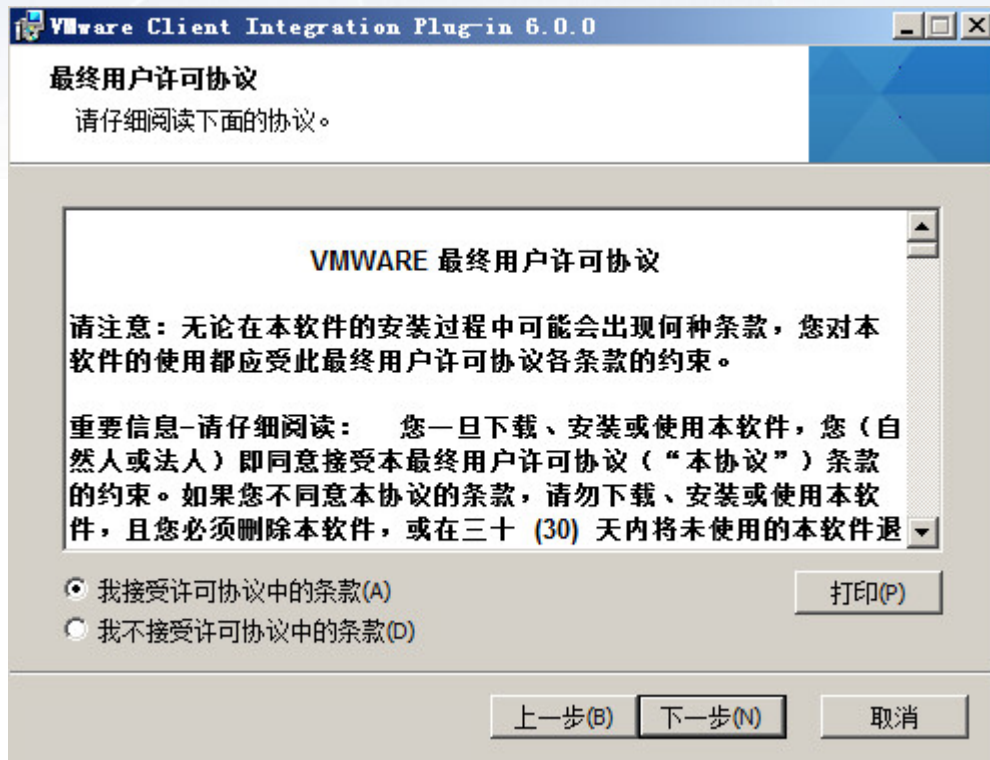 VMware Client Integration Plug-in 6.0.0
最终用户许可协议
请仔细阅读下面的协议。
VMWARE 最终用户许可协议
请注意：无论在本软件的安装过程中可能会出现何种条款，您对本
软件的使用都应受此最终用户许可协议各条款的约束。
重要信息-请仔细阅读： 您一旦下载、安装或使用本软件，您（自
然人或法人）即同意接受本最终用户许可协议（“本协议”）条款
的约束。如果您不同意本协议的条款，请勿下载、安装或使用本软
件，且您必须删除本软件，或在三十 (30) 天内将未使用的本软件退
我接受许可协议中的条款(A)
打印(P)
我不接受许可协议中的条款(D)
上一步(B) 下一步(N) 取消